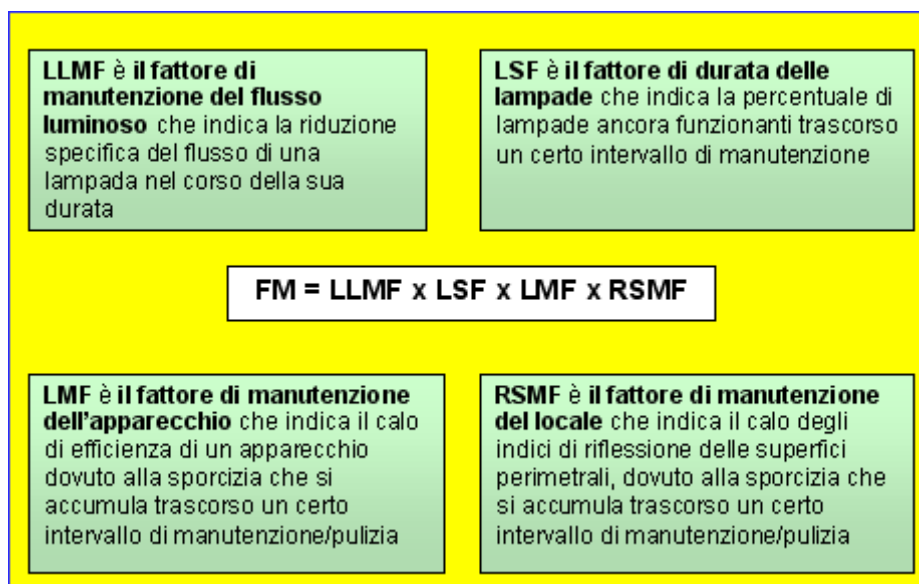 LLMF è il fattore di
manutenzione del flusso
luminoso che indica la riduzione
specifica del flusso di una
lampada nel corso della sua
durata
LSF è il fattore di durata delle
lampade che indica la percentuale di
lampade ancora funzionanti trascorso
un certo intervallo di manutenzione
FM = LLMF x LSF x LMF x RSMF
LMF è il fattore di manutenzione
dell'apparecchio che indica il calo
di efficienza di un apparecchio
dovuto alla sporcizia che si
accumula trascorso un certo
intervallo di manutenzione/pulizia
RSMF è il fattore di manutenzione
del locale che indica il calo degli
indici di riflessione delle superfici
perimetrali, dovuto alla sporcizia che
si accumula trascorso un certo
intervallo di manutenzione/pulizia